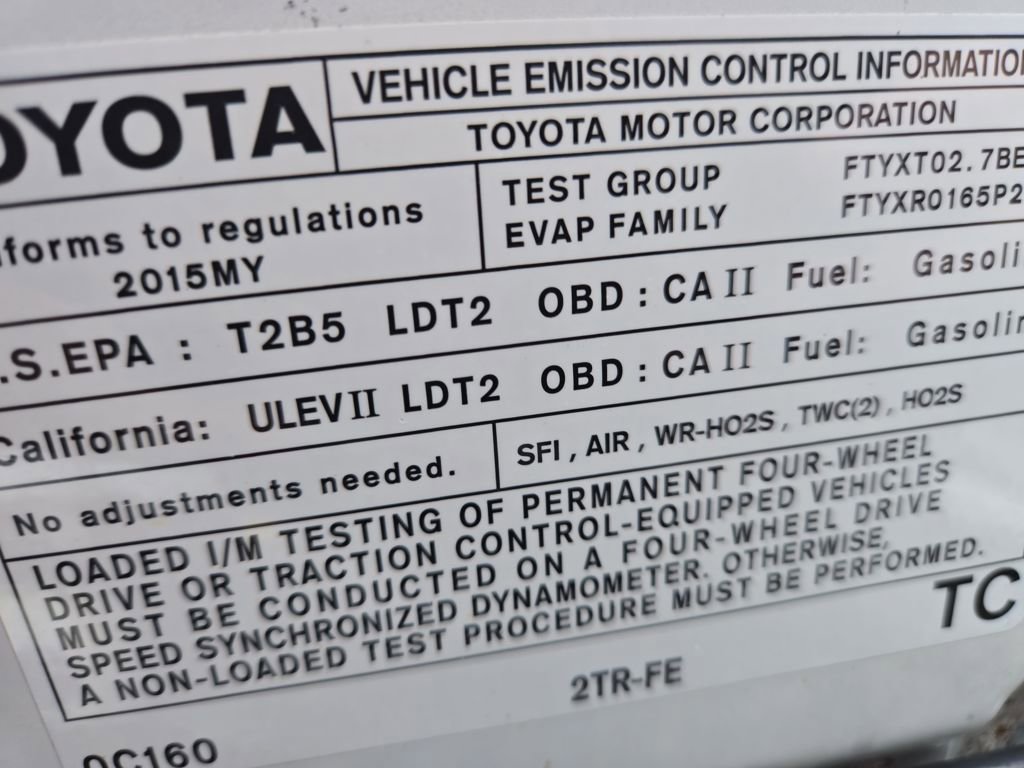 OYOTA
VEHICLE EMISSION CONTROL INFORMATIO
TOYOTA MOTOR CORPORATION
forms to regulations
2015MY
TEST GROUP FTYXT02.7BE
EVAP FAMILY FTYXR0165P2
.S.EPA : T2B5 LDT2 OBD : CA II Fuel: Gasoli
California: ULEV II LDT2 OBD : CA II Fuel: Gasolin
No adjustments needed.
SFI , AIR , WR-HO2S , TWC(2) , HO2S
LOADED I/M TESTING OF PERMANENT FOUR-WHEEL
DRIVE OR TRACTION CONTROL-EQUIPPED VEHICLES
MUST BE CONDUCTED ON A FOUR-WHEEL DRIVE
SPEED SYNCHRONIZED DYNAMOMETER. OTHERWISE,
A NON-LOADED TEST PROCEDURE MUST BE PERFORMED.
TC
2TR-FE
0C160